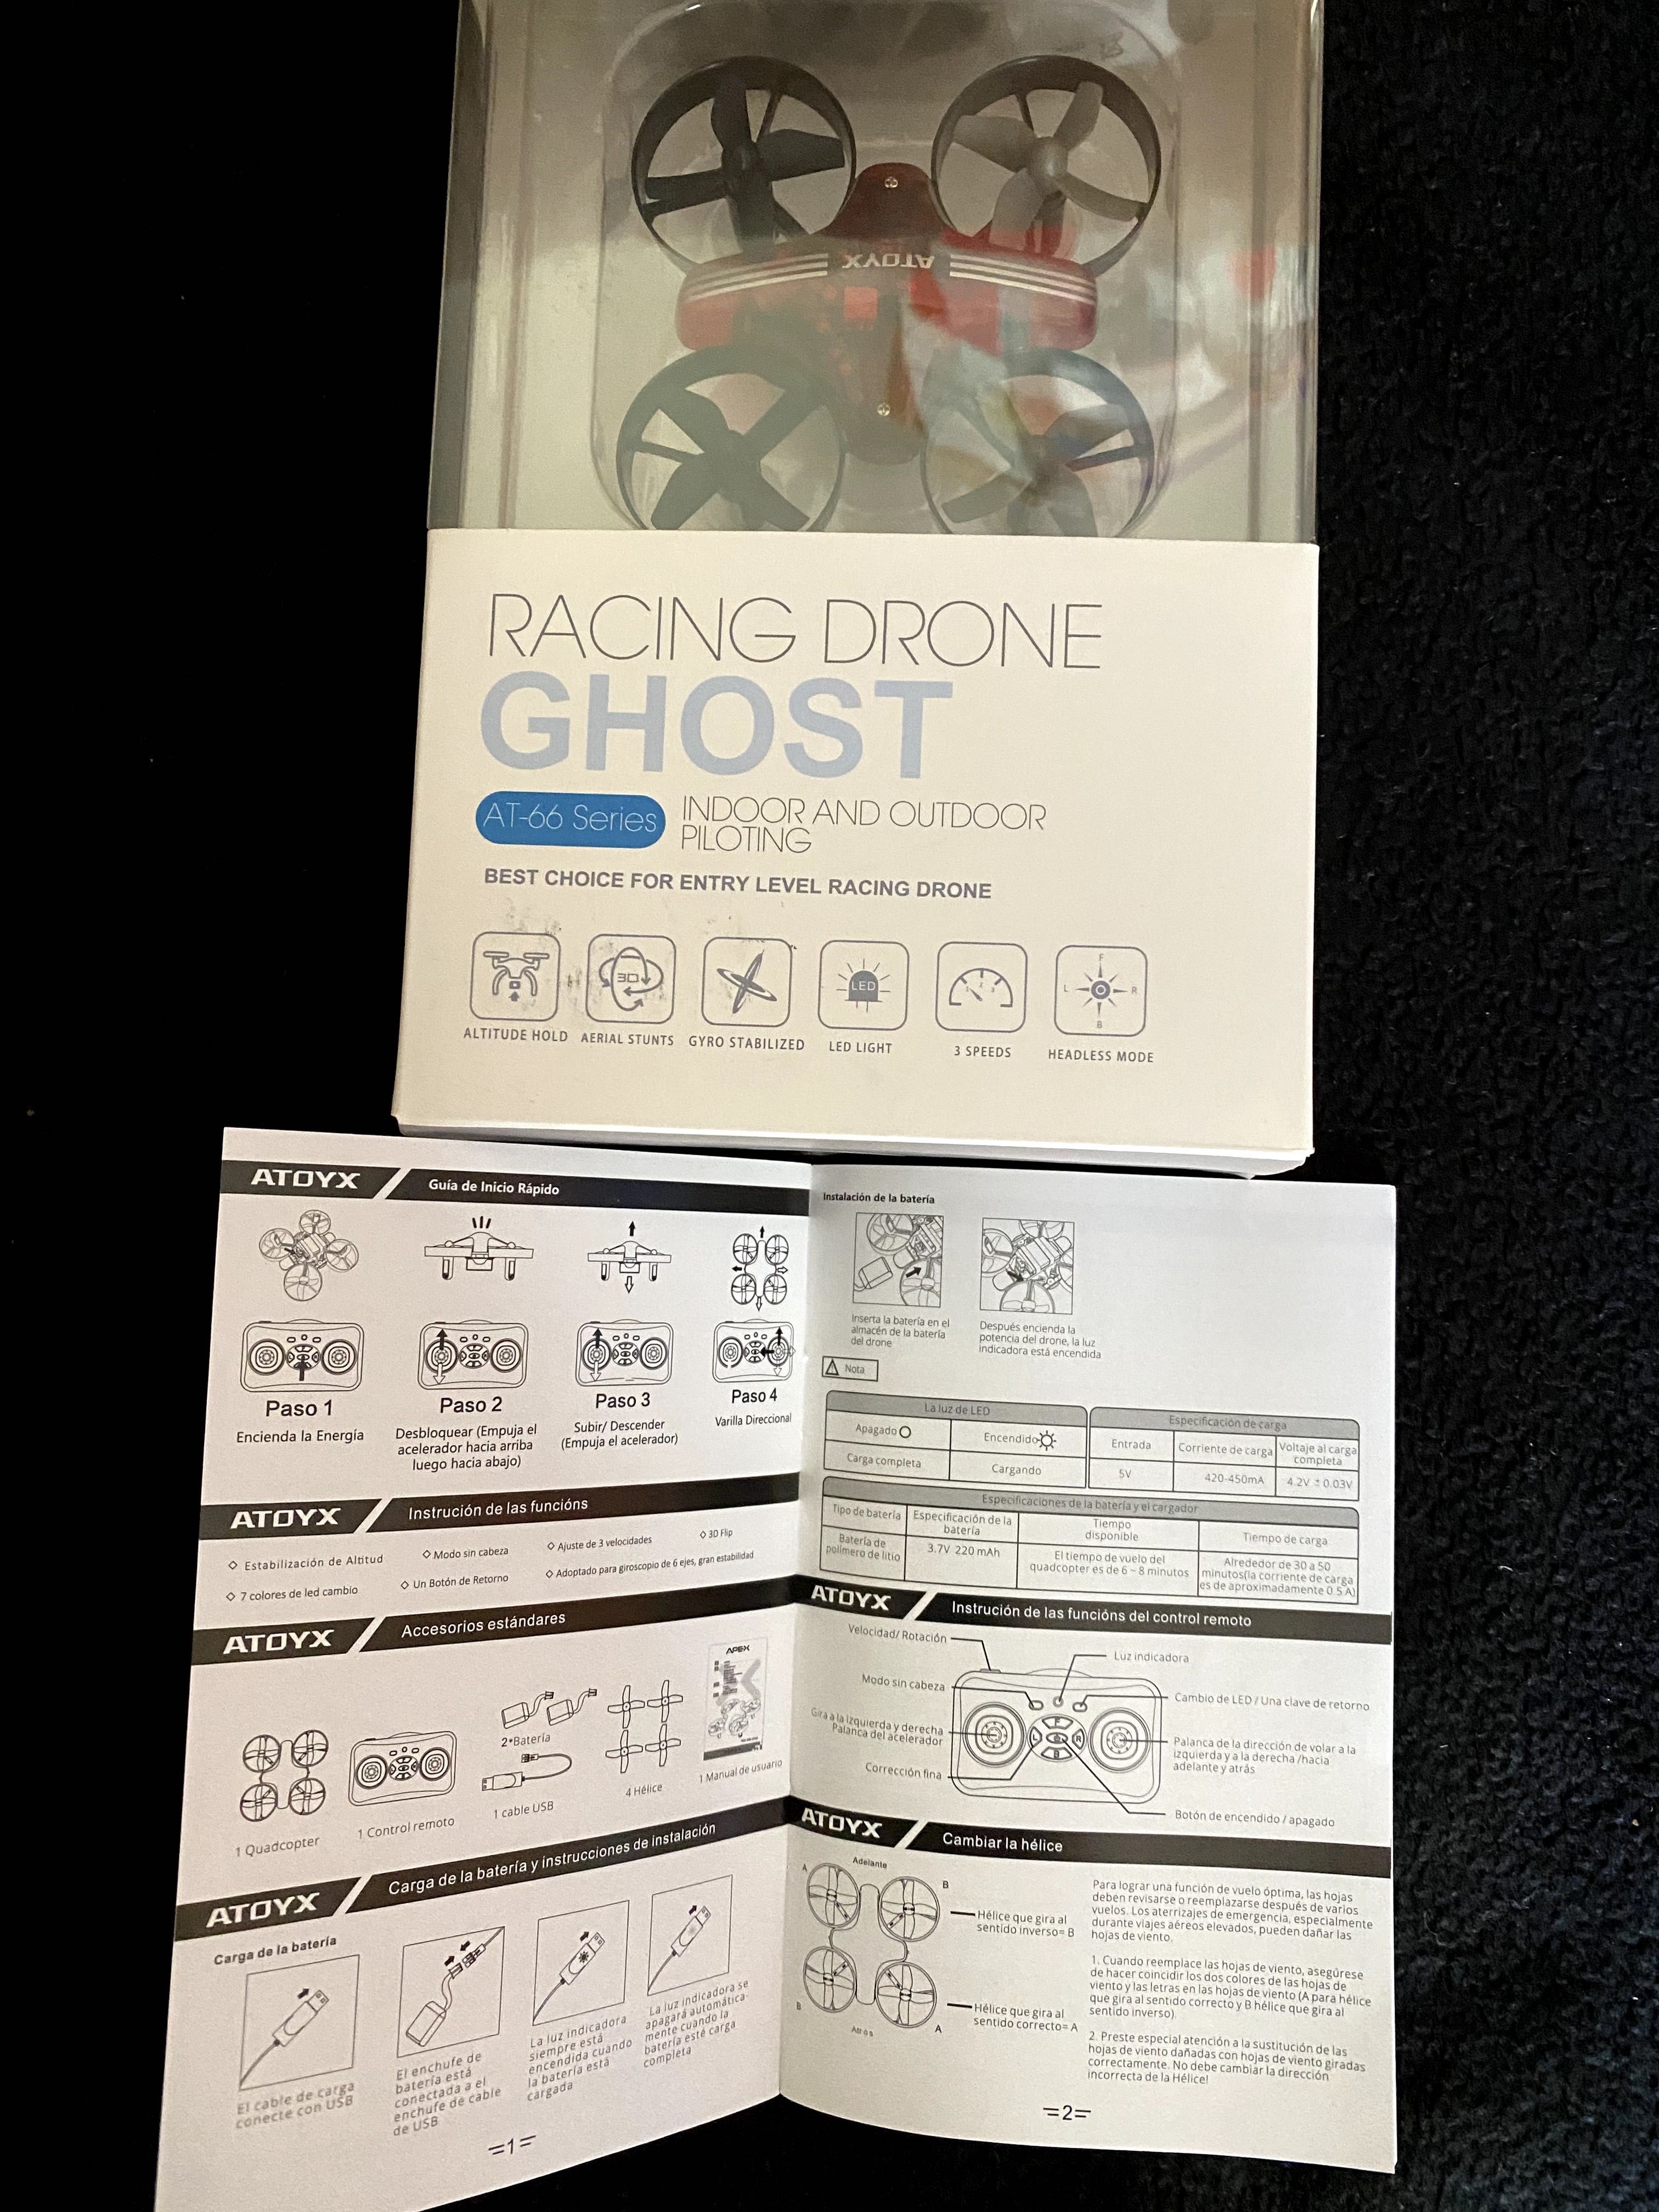 ATOYX
RACING DRONE
GHOST
AT-66 Series
INDOOR AND OUTDOOR
PILOTING
BEST CHOICE FOR ENTRY LEVEL RACING DRONE
3D
LED
F
L
R
B
ALTITUDE HOLD
AERIAL STUNTS
GYRO STABILIZED
LED LIGHT
3 SPEEDS
HEADLESS MODE
ATOYX
Guía de Inicio Rápido
Paso 1
Encienda la Energía
Paso 2
Desbloquear (Empuja el
acelerador hacia arriba
luego hacia abajo)
Paso 3
Subir/ Descender
(Empuja el acelerador)
Paso 4
Varilla Direccional
ATOYX
Instrución de las funcións
◇ Estabilización de Altitud
◇ Modo sin cabeza
◇ Ajuste de 3 velocidades
◇ 3D Flip
◇ 7 colores de led cambio
◇ Un Botón de Retorno
◇ Adoptado para giroscopio de 6 ejes, gran estabilidad
ATOYX
Accesorios estándares
APEX
1 Quadcopter
1 Control remoto
2*Batería
1 cable USB
4 Hélice
1 Manual de usuario
ATOYX
Carga de la batería y instrucciones de instalación
Carga de la batería
El cable de carga
conecte con USB
El enchufe de
batería está
conectada a el
enchufe de cable
de USB
La luz indicadora
siempre está
encendida cuando
la batería está
cargada
La luz indicadora se
apagará automática-
mente cuando la
batería esté carga
completa
=1=
Instalación de la batería
Inserta la batería en el
almacén de la batería
del drone
Después encienda la
potencia del drone, la luz
indicadora está encendida
Nota
La luz de LED
Apagado
Encendido
Carga completa
Cargando
Especificación de carga
Entrada
Corriente de carga
Voltaje al carga
completa
5V
420-450mA
4.2V ± 0.03V
Especificaciones de la batería y el cargador
Tipo de batería
Especificación de la
batería
Tiempo
disponible
Tiempo de carga
Batería de
polímero de litio
3.7V 220 mAh
El tiempo de vuelo del
quadcopter es de 6 ~ 8 minutos
Alrededor de 30 a 50
minutos(la corriente de carga
es de aproximadamente 0.5 A)
ATOYX
Instrución de las funcións del control remoto
Velocidad/ Rotación
Luz indicadora
Modo sin cabeza
Cambio de LED / Una clave de retorno
Gira a la izquierda y derecha
Palanca del acelerador
Palanca de la dirección de volar a la
izquierda y a la derecha /hacia
adelante y atrás
Corrección fina
Botón de encendido / apagado
F
L
R
B
ATOYX
Cambiar la hélice
Adelante
A
B
Hélice que gira al
sentido inverso= B
Hélice que gira al
sentido correcto= A
B
A
Atrás
Para lograr una función de vuelo óptima, las hojas
deben revisarse o reemplazarse después de varios
vuelos. Los aterrizajes de emergencia, especialmente
durante viajes aéreos elevados, pueden dañar las
hojas de viento.
1. Cuando reemplace las hojas de viento, asegúrese
de hacer coincidir los dos colores de las hojas de
viento y las letras en las hojas de viento (A para hélice
que gira al sentido correcto y B hélice que gira al
sentido inverso).
2. Preste especial atención a la sustitución de las
hojas de viento dañadas con hojas de viento giradas
correctamente. No debe cambiar la dirección
incorrecta de la Hélice!
=2=